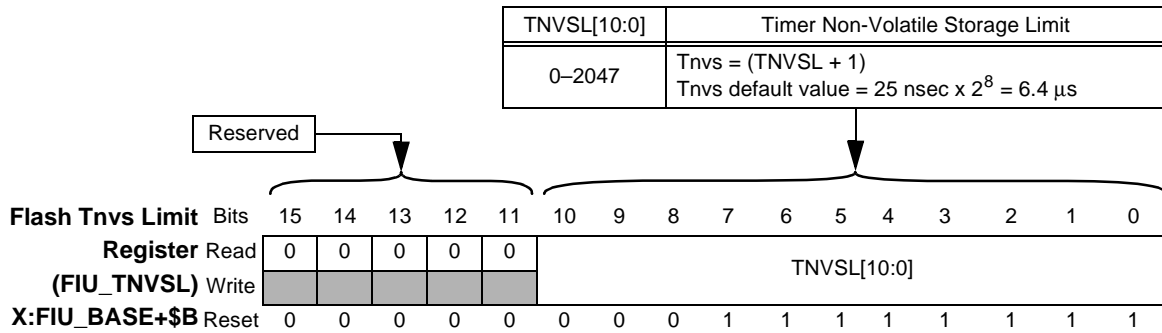 TNVSL[10:0] Timer Non-Volatile Storage Limit
0–2047 Tnvs = (TNVSL + 1)
Tnvs default value = 25 nsec x 2⁸ = 6.4 μs
Reserved
Flash Tnvs Limit Bits 15 14 13 12 11 10 9 8 7 6 5 4 3 2 1 0
Register Read 0 0 0 0 0 TNVSL[10:0]
(FIU_TNVSL) Write
X:FIU_BASE+$B Reset 0 0 0 0 0 0 0 0 1 1 1 1 1 1 1 1